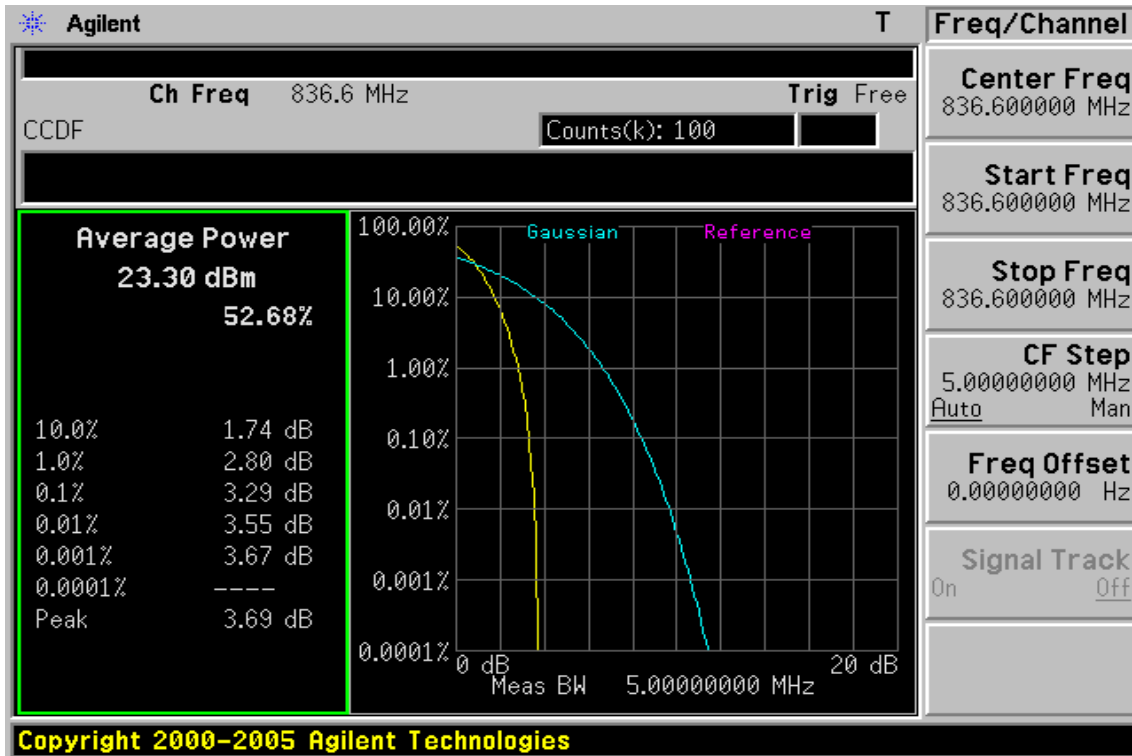 Agilent
T
Freq/Channel
Ch Freq 836.6 MHz
Trig Free
CCDF
Counts(k): 100
Center Freq
836.600000 MHz
Start Freq
836.600000 MHz
Stop Freq
836.600000 MHz
CF Step
5.00000000 MHz
Auto Man
Freq Offset
0.00000000 Hz
Signal Track
On Off
Average Power
23.30 dBm
52.68%
10.0% 1.74 dB
1.0% 2.80 dB
0.1% 3.29 dB
0.01% 3.55 dB
0.001% 3.67 dB
0.0001% ----
Peak 3.69 dB
Gaussian Reference
100.00%
10.00%
1.00%
0.10%
0.01%
0.001%
0.0001%
0 dB 20 dB
Meas BW 5.00000000 MHz
Copyright 2000-2005 Agilent Technologies